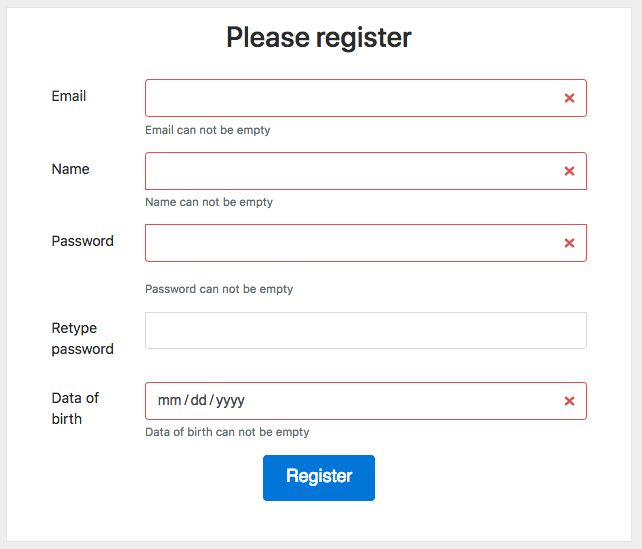 Please register
Email
Email can not be empty
Name
Name can not be empty
Password
Password can not be empty
Retype
password
Data of
birth
mm/dd/yyyy
Data of birth can not be empty
Register